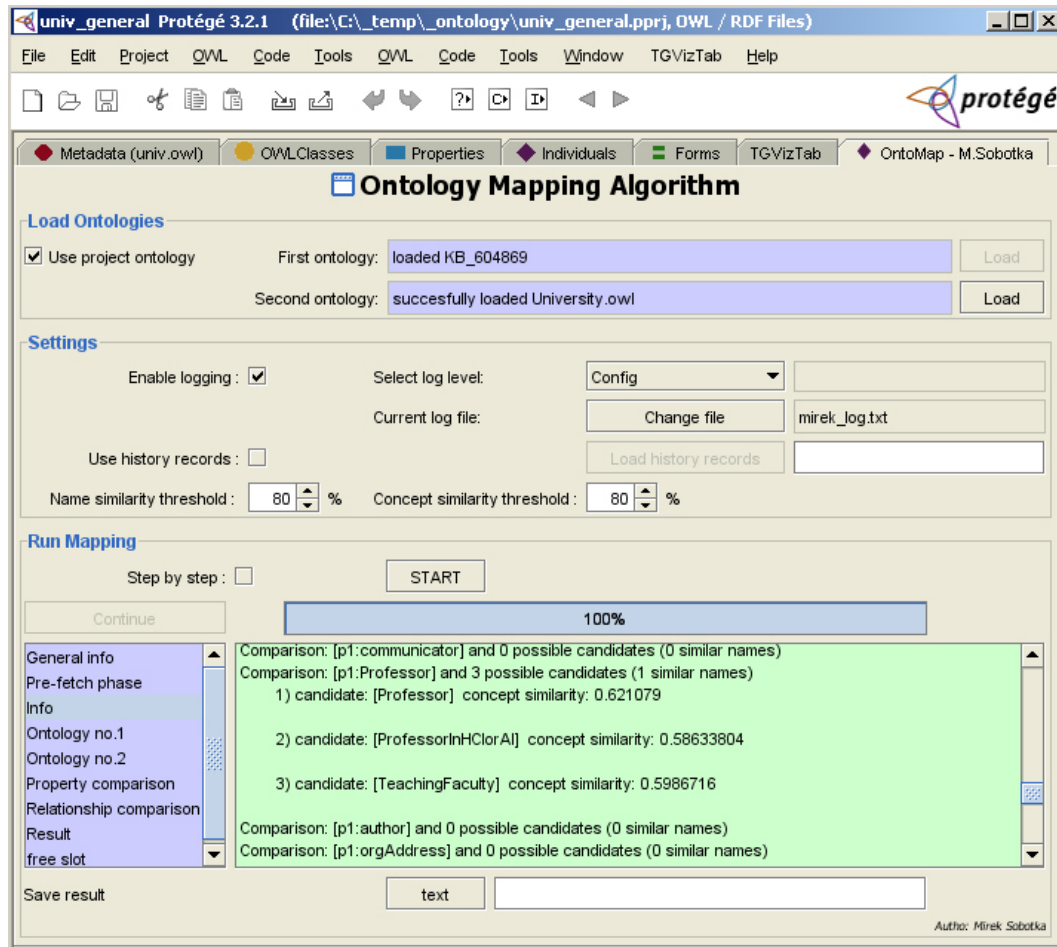 univ_general Protégé 3.2.1 (file:\C:\_temp\_ontology\univ_general.pprj, OWL / RDF Files)
File Edit Project OWL Code Tools OWL Code Tools Window TGVizTab Help
protégé
Metadata (univ.owl) OWLClasses Properties Individuals Forms TGVizTab OntoMap - M.Sobotka
Ontology Mapping Algorithm
Load Ontologies
Use project ontology First ontology: loaded KB_604869 Load
Second ontology: succesfully loaded University.owl Load
Settings
Enable logging : Select log level: Config
Current log file: Change file mirek_log.txt
Use history records : Load history records
Name similarity threshold : 80 % Concept similarity threshold : 80 %
Run Mapping
Step by step : START
Continue 100%
General info
Pre-fetch phase
Info
Ontology no.1
Ontology no.2
Property comparison
Relationship comparison
Result
free slot
Comparison: [p1:communicator] and 0 possible candidates (0 similar names)
Comparison: [p1:Professor] and 3 possible candidates (1 similar names)
1) candidate: [Professor] concept similarity: 0.621079
2) candidate: [ProfessorInHClorAI] concept similarity: 0.58633804
3) candidate: [TeachingFaculty] concept similarity: 0.5986716
Comparison: [p1:author] and 0 possible candidates (0 similar names)
Comparison: [p1:orgAddress] and 0 possible candidates (0 similar names)
Save result text
Autho: Mirek Sobotka